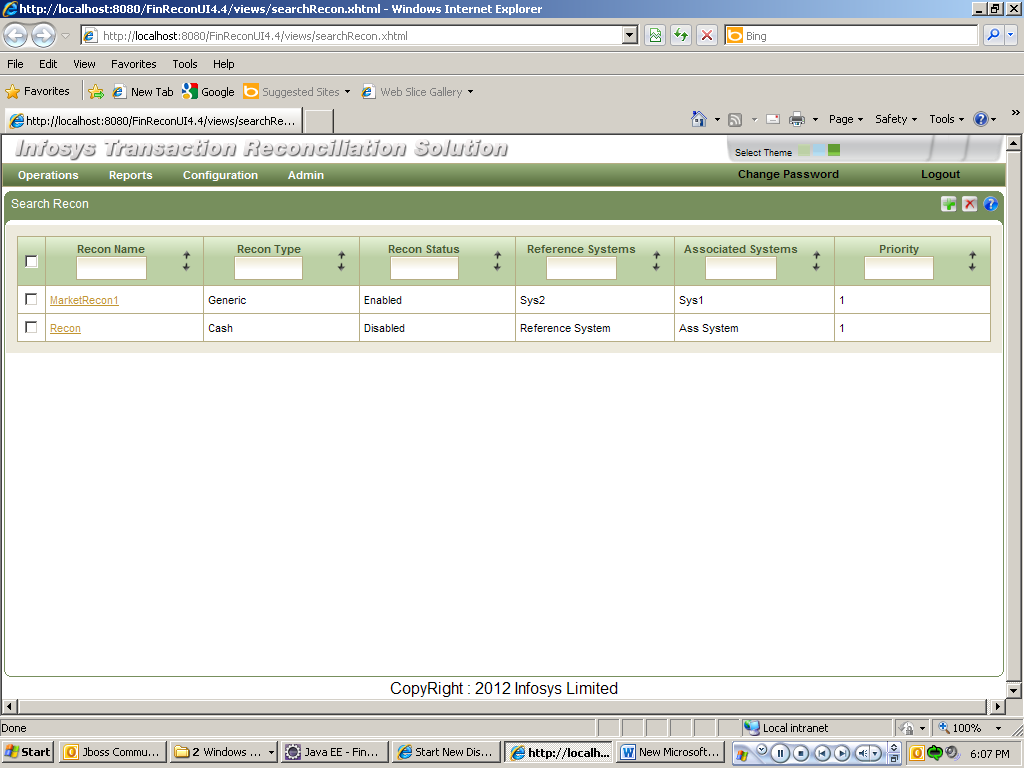 http://localhost:8080/FinReconUI4.4/views/searchRecon.xhtml - Windows Internet Explorer
http://localhost:8080/FinReconUI4.4/views/searchRecon.xhtml Bing
File Edit View Favorites Tools Help
Favorites New Tab Google Suggested Sites Web Slice Gallery
http://localhost:8080/FinReconUI4.4/views/searchRe... Page Safety Tools »
Infosys Transaction Reconciliation Solution Select Theme
Operations Reports Configuration Admin Change Password Logout
Search Recon
Recon Name Recon Type Recon Status Reference Systems Associated Systems Priority
MarketRecon1 Generic Enabled Sys2 Sys1 1
Recon Cash Disabled Reference System Ass System 1
CopyRight : 2012 Infosys Limited
Done Local intranet 100%
Start Jboss Commu... 2 Windows ... Java EE - Fin... Start New Dis... http://localh... New Microsoft... 6:07 PM